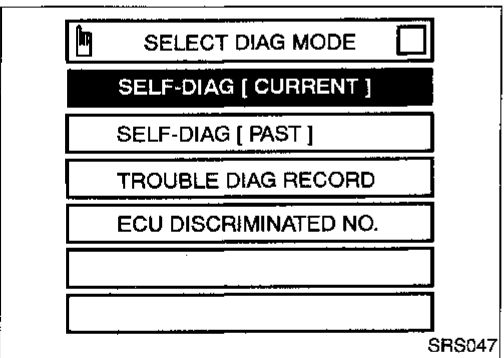 SELECT DIAG MODE
SELF-DIAG [ CURRENT ]
SELF-DIAG [ PAST ]
TROUBLE DIAG RECORD
ECU DISCRIMINATED NO.
SRS047